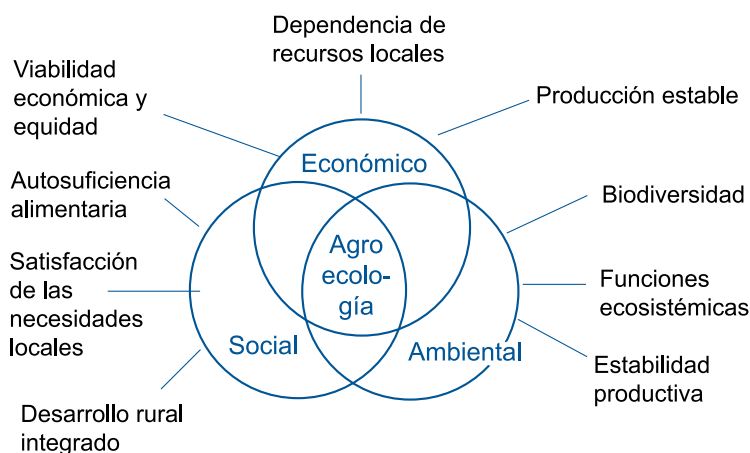 Dependencia de
recursos locales
Viabilidad
económica y
equidad
Producción estable
Económico
Autosuficiencia
alimentaria
Biodiversidad
Agro
ecolo-
gía
Satisfacción
de las
necesidades
locales
Funciones
ecosistémicas
Social
Ambiental
Estabilidad
productiva
Desarrollo rural
integrado